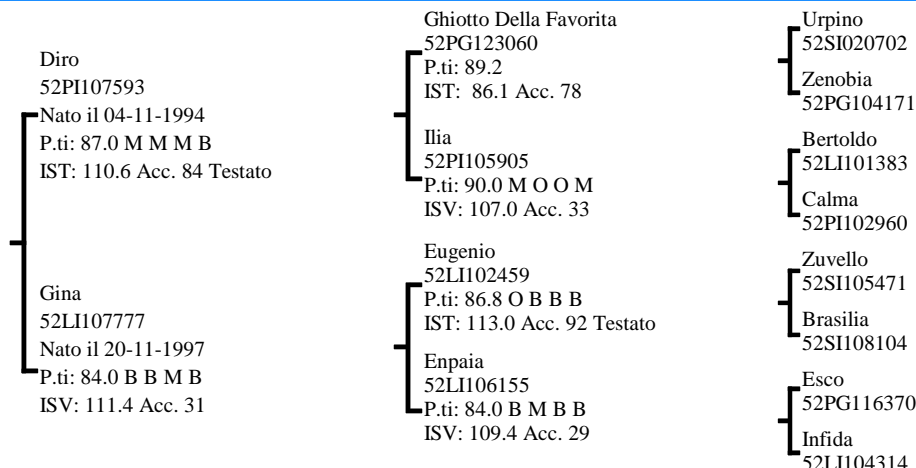 Diro
52PI107593
Nato il 04-11-1994
P.ti: 87.0 M M M B
IST: 110.6 Acc. 84 Testato
Gina
52LI107777
Nato il 20-11-1997
P.ti: 84.0 B B M B
ISV: 111.4 Acc. 31
Ghiotto Della Favorita
52PG123060
P.ti: 89.2
IST: 86.1 Acc. 78
Ilia
52PI105905
P.ti: 90.0 M O O M
ISV: 107.0 Acc. 33
Eugenio
52LI102459
P.ti: 86.8 O B B B
IST: 113.0 Acc. 92 Testato
Enpaia
52LI106155
P.ti: 84.0 B M B B
ISV: 109.4 Acc. 29
Urpino
52SI020702
Zenobia
52PG104171
Bertoldo
52LI101383
Calma
52PI102960
Zuvello
52SI105471
Brasilia
52SI108104
Esco
52PG116370
Infida
52LI104314